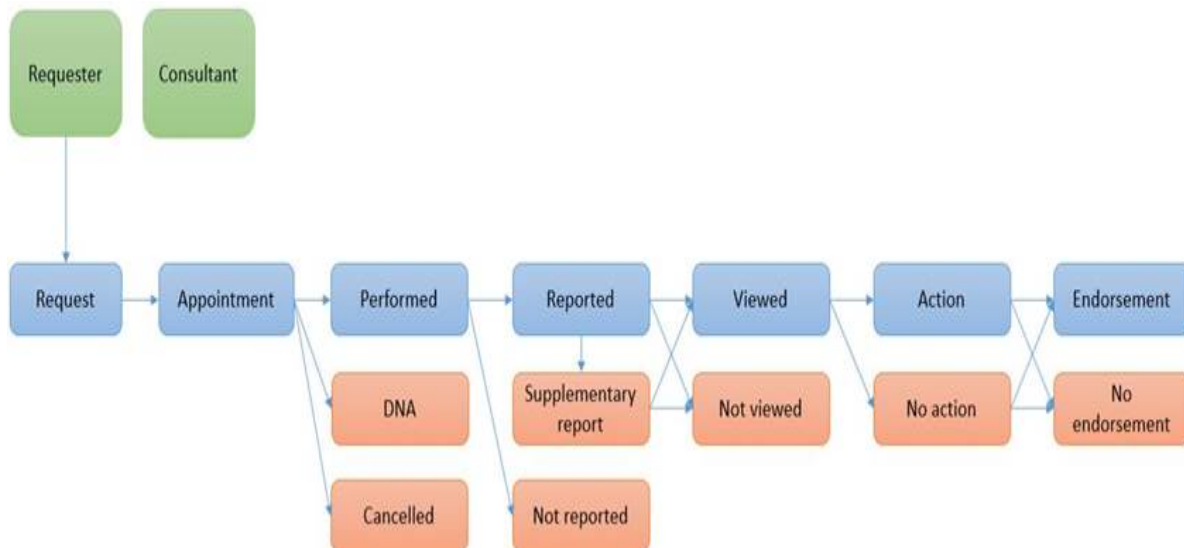 Requester
Consultant
Request
Appointment
Performed
Reported
Viewed
Action
Endorsement
DNA
Supplementary
report
Not viewed
No action
No
endorsement
Cancelled
Not reported